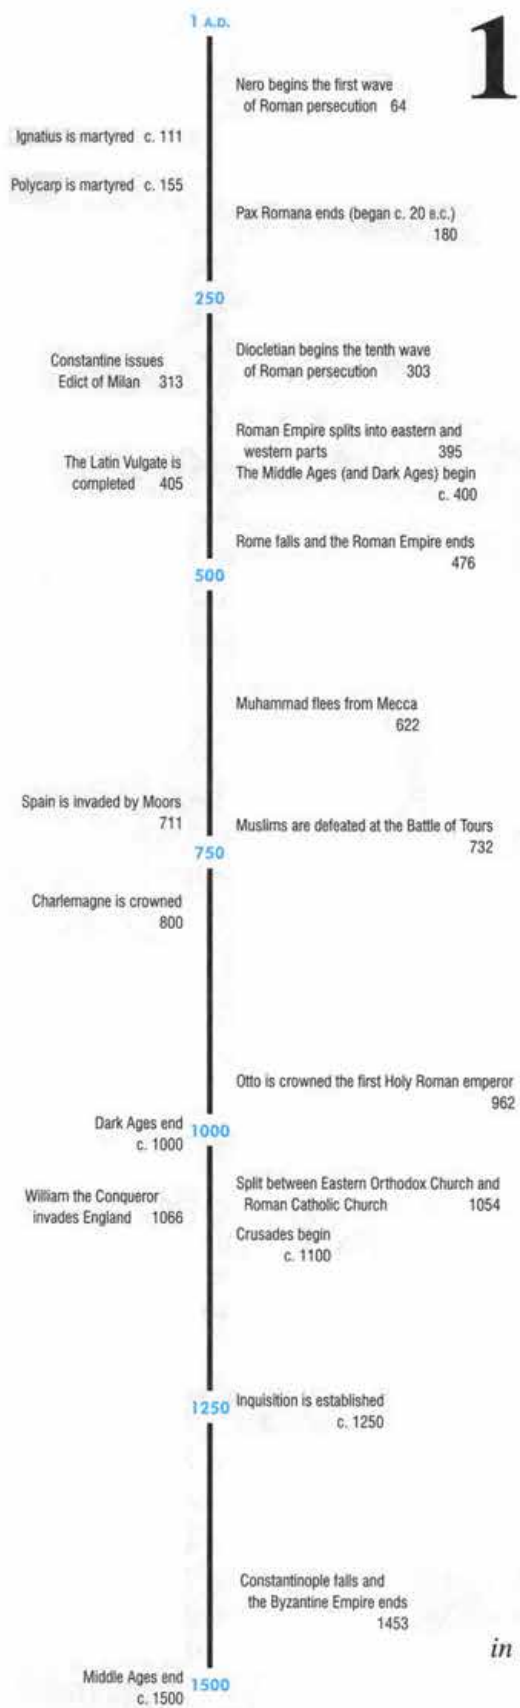 1 A.D.
1
Nero begins the first wave
of Roman persecution 64
Ignatius is martyred c. 111
Polycarp is martyred c. 155
Pax Romana ends (began c. 20 B.C.)
180
250
Diocletian begins the tenth wave
of Roman persecution 303
Constantine issues
Edict of Milan 313
Roman Empire splits into eastern and
western parts 395
The Latin Vulgate is
completed 405
The Middle Ages (and Dark Ages) begin
c. 400
Rome falls and the Roman Empire ends
476
500
Muhammad flees from Mecca
622
Spain is invaded by Moors
711
Muslims are defeated at the Battle of Tours
732
750
Charlemagne is crowned
800
Otto is crowned the first Holy Roman emperor
962
Dark Ages end
c. 1000
1000
Split between Eastern Orthodox Church and
Roman Catholic Church 1054
William the Conqueror
invades England 1066
Crusades begin
c. 1100
1250
Inquisition is established
c. 1250
Constantinople falls and
the Byzantine Empire ends
1453
in
Middle Ages end
c. 1500
1500